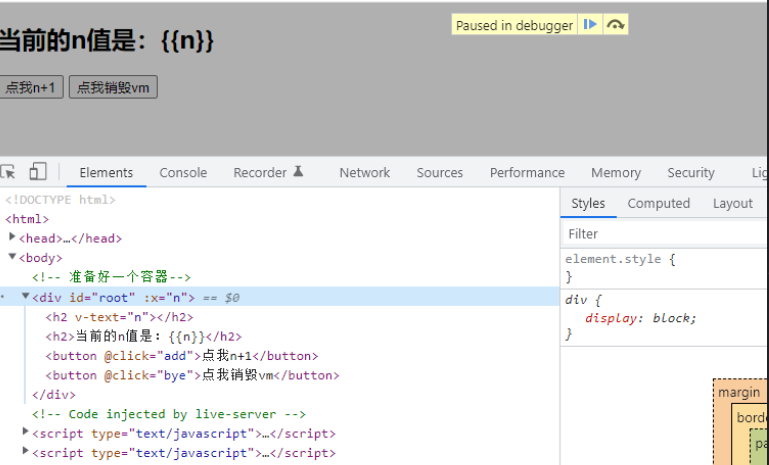 Paused in debugger
当前的n值是：{{n}}
点我n+1 点我销毁vm
Elements Console Recorder Network Sources Performance Memory Security
<!DOCTYPE html>
<html>
<head>…</head>
<body>
<!-- 准备好一个容器-->
<div id="root" :x="n"> == $0
<h2 v-text="n"></h2>
<h2>当前的n值是：{{n}}</h2>
<button @click="add">点我n+1</button>
<button @click="bye">点我销毁vm</button>
</div>
<!-- Code injected by live-server -->
<script type="text/javascript">…</script>
<script type="text/javascript">…</script>
Styles Computed Layout
Filter
element.style {
}
div {
display: block;
}
margin